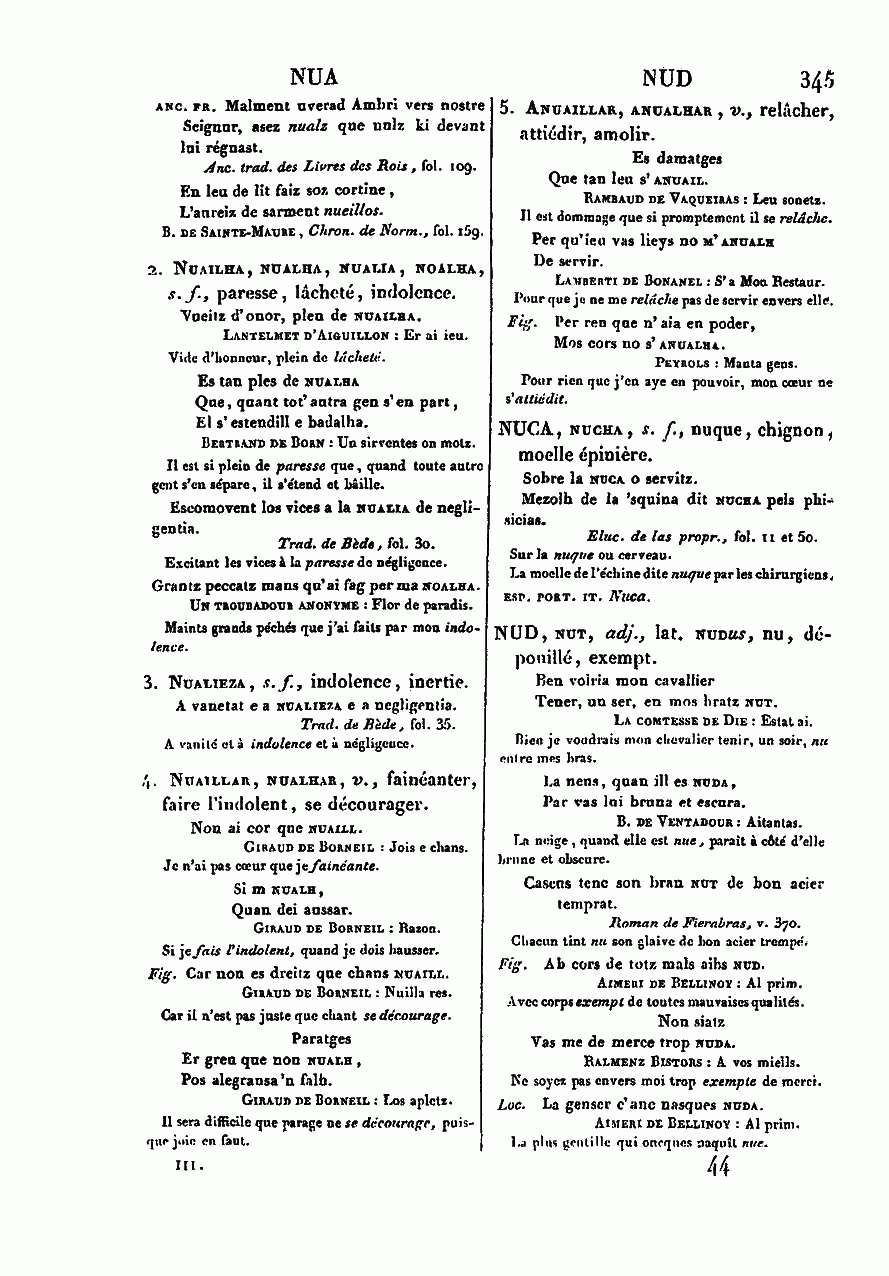 NUA
NUD 345
ANC. FR. Malment uverad Ambri vers nostre
Seignur, asez nualz que nulz ki devant
lui régnast.
Anc. trad. des Livres des Rois, fol. 109.
En leu de lit faiz soz cortine,
L'aureiz de sarment nueillos.
B. DE SAINTE-MAURE, Chron. de Norm., fol. 159.
2. NUAILHA, NUALHA, NUALIA, NOALHA,
s. f., paresse, lâcheté, indolence.
Vueitz d'onor, plen de NUAILHA.
LANTELMET D'AIGUILLON : Er ai ieu.
Vide d'honneur, plein de lâcheté.
Es tan ples de NUALHA
Que, quant tot' autra gen s'en part,
El s'estendill e badalha.
BERTRAND DE BORN : Un sirventes on motz.
Il est si plein de paresse que, quand toute autre
gent s'en sépare, il s'étend et bâille.
Escomovent los vices a la NUALIA de negli-
gentia.
Trad. de Bède, fol. 30.
Excitant les vices à la paresse de négligence.
Grantz peccatz mans qu'ai fag per ma NOALHA.
UN TROUBADOUR ANONYME : Flor de paradis.
Maints grands péchés que j'ai faits par mon indo-
lence.
3. NUALIEZA, s. f., indolence, inertie.
A vanetat e a NUALIEZA e a negligentia.
Trad. de Bède, fol. 35.
A vanité et à indolence et à négligence.
4. NUAILLAR, NUALHAR, v., fainéanter,
faire l'indolent, se décourager.
Non ai cor que NUAILL.
GIRAUD DE BORNEIL : Jois e chans.
Je n'ai pas cœur que je fainéante.
Si m NUALH,
Quan dei aussar.
GIRAUD DE BORNEIL : Razon.
Si je fais l'indolent, quand je dois hausser.
Fig. Car non es dreitz que chans NUAILL.
GIRAUD DE BORNEIL : Nuilla res.
Car il n'est pas juste que chant se décourage.
Paratges
Er greu que non NUALH,
Pos alegransa'n falh.
GIRAUD DE BORNEIL : Los apletz.
Il sera difficile que parage ne se décourage, puis-
que joie en faut.
III.
5. ANUAILLAR, ANUALHAR, v., relâcher,
attiédir, amolir.
Es damatges
Que tan leu s'ANUAIL.
RAMBAUD DE VAQUEIRAS : Leu sonetz.
Il est dommage que si promptement il se relâche.
Per qu'ieu vas lieys no M'ANUALH
De servir.
LAMBERTI DE BONANEL : S'a Mon Restaur.
Pour que je ne me relâche pas de servir envers elle.
Fig. Per ren que n'aia en poder,
Mos cors no s'ANUALHA.
PEYROLS : Manta gens.
Pour rien que j'en aye en pouvoir, mon cœur ne
s'attiédit.
NUCA, NUCHA, s. f., nuque, chignon,
moelle épinière.
Sobre la NUCA o servitz.
Mezolh de la 'squina dit NUCHA pels phi-
sicias.
Eluc. de las propr., fol. 11 et 50.
Sur la nuque ou cerveau.
La moelle de l'échine dite nuque par les chirurgiens.
ESP. PORT. IT. Nuca.
NUD, NUT, adj., lat. NUDUS, nu, dé-
pouillé, exempt.
Ben volria mon cavallier
Tener, un ser, en mos bratz NUT.
LA COMTESSE DE DIE : Estat ai.
Bien je voudrais mon chevalier tenir, un soir, nu
entre mes bras.
La neus, quan ill es NUDA,
Par vas lui bruna et escura.
B. DE VENTADOUR : Aitantas.
La neige, quand elle est nue, paraît à côté d'elle
brune et obscure.
Cascus tenc son bran NUT de bon acier
temprat.
Roman de Fierabras, v. 370.
Chacun tint nu son glaive de bon acier trempé.
Fig. Ab cors de totz mals aibs NUD.
AIMERI DE BELLINOY : Al prim.
Avec corps exempt de toutes mauvaises qualités.
Non siatz
Vas me de merce trop NUDA.
RALMENZ BISTORS : A vos miells.
Ne soyez pas envers moi trop exempte de merci.
Loc. La genser c'anc nasques NUDA.
AIMERI DE BELLINOY : Al prim.
La plus gentille qui oncques naquît nue.
44